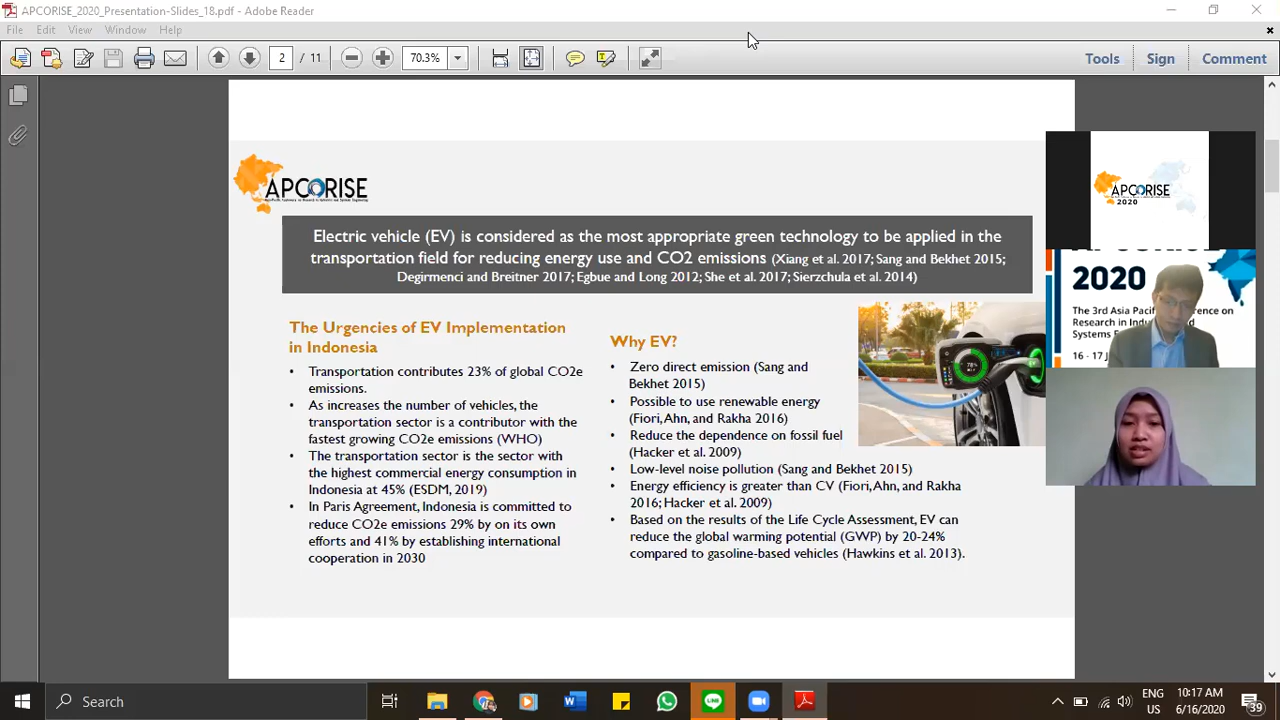 APCORISE_2020_Presentation-Slides_18.pdf - Adobe Reader
File Edit View Window Help
2 / 11 70.3% Tools Sign Comment
APCORISE
Electric vehicle (EV) is considered as the most appropriate green technology to be applied in the
transportation field for reducing energy use and CO2 emissions (Xiang et al. 2017; Sang and Bekhet 2015;
Degirmenci and Breitner 2017; Egbue and Long 2012; She et al. 2017; Sierzchula et al. 2014)
The Urgencies of EV Implementation
in Indonesia
• Transportation contributes 23% of global CO2e
emissions.
• As increases the number of vehicles, the
transportation sector is a contributor with the
fastest growing CO2e emissions (WHO)
• The transportation sector is the sector with
the highest commercial energy consumption in
Indonesia at 45% (ESDM, 2019)
• In Paris Agreement, Indonesia is committed to
reduce CO2e emissions 29% by on its own
efforts and 41% by establishing international
cooperation in 2030
Why EV?
• Zero direct emission (Sang and
Bekhet 2015)
• Possible to use renewable energy
(Fiori, Ahn, and Rakha 2016)
• Reduce the dependence on fossil fuel
(Hacker et al. 2009)
• Low-level noise pollution (Sang and Bekhet 2015)
• Energy efficiency is greater than CV (Fiori, Ahn, and Rakha
2016; Hacker et al. 2009)
• Based on the results of the Life Cycle Assessment, EV can
reduce the global warming potential (GWP) by 20-24%
compared to gasoline-based vehicles (Hawkins et al. 2013).
78%
APCORISE
2020
2020
The 3rd Asia Pacif
on
Research in
Systems
16 - 17
Search
ENG 10:17 AM
US 6/16/2020 39